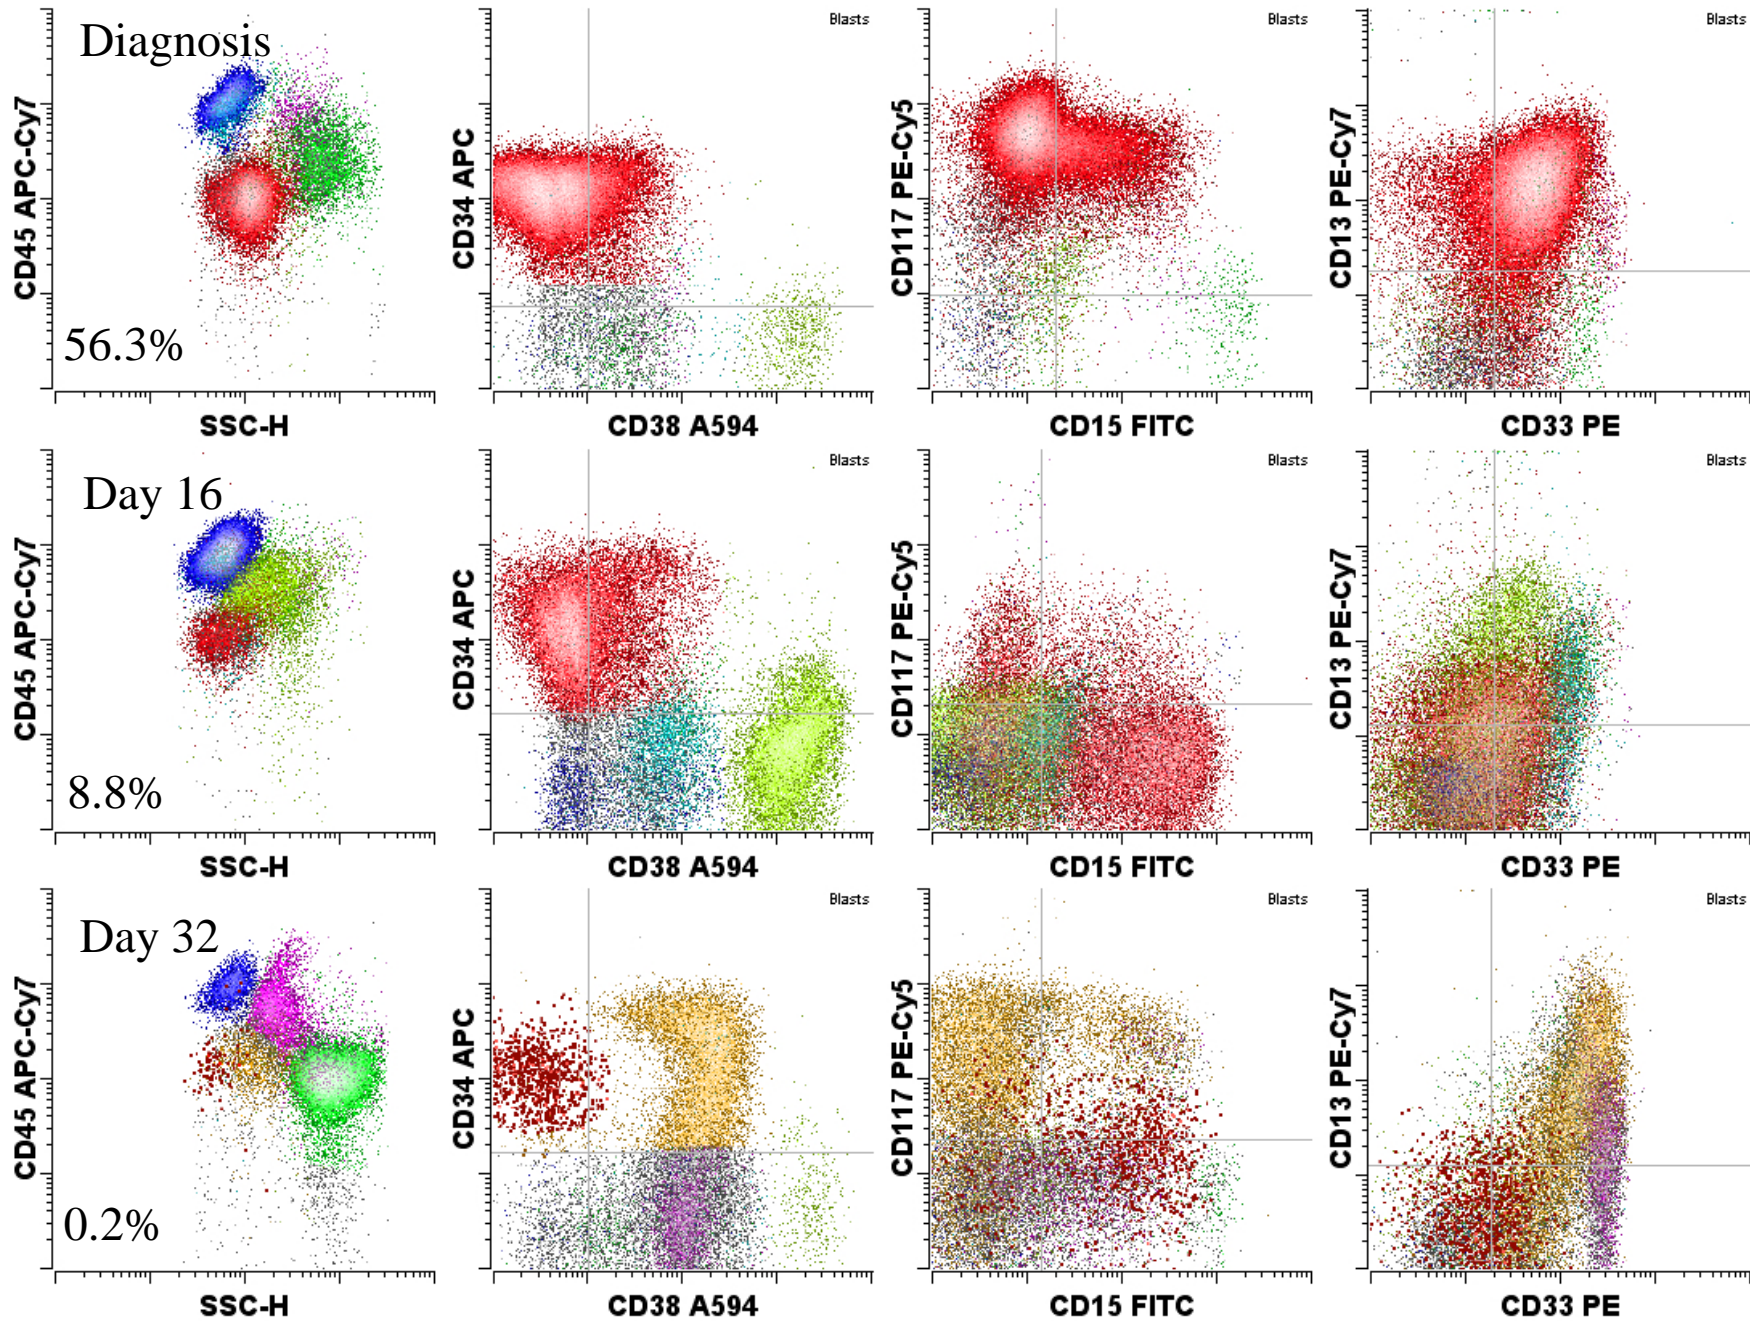 Diagnosis
56.3%
CD45 APC-Cy7
SSC-H
Blasts
CD34 APC
CD38 A594
Blasts
CD117 PE-Cy5
CD15 FITC
Blasts
CD13 PE-Cy7
CD33 PE
Day 16
8.8%
CD45 APC-Cy7
SSC-H
Blasts
CD34 APC
CD38 A594
Blasts
CD117 PE-Cy5
CD15 FITC
Blasts
CD13 PE-Cy7
CD33 PE
Day 32
0.2%
CD45 APC-Cy7
SSC-H
Blasts
CD34 APC
CD38 A594
Blasts
CD117 PE-Cy5
CD15 FITC
Blasts
CD13 PE-Cy7
CD33 PE